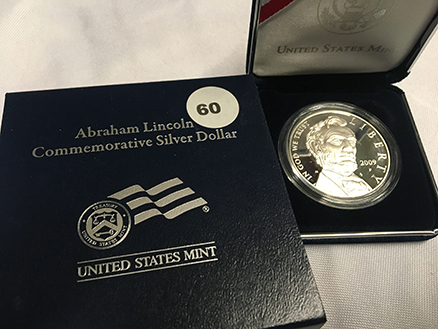 60
Abraham Lincoln
Commemorative Silver Dollar
UNITED STATES MINT
UNITED STATES MINT
IN GOD WE TRUST
LIBERTY
2009